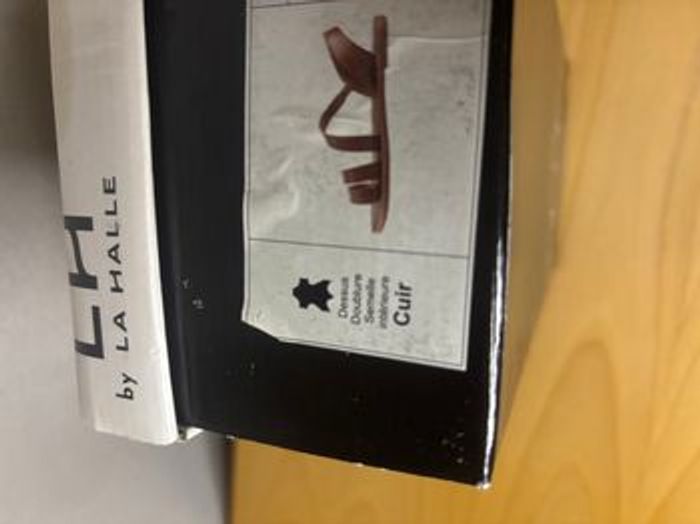 LH
by LA HALLE
Dessus
Doublure
Semelle
intérieure
Cuir